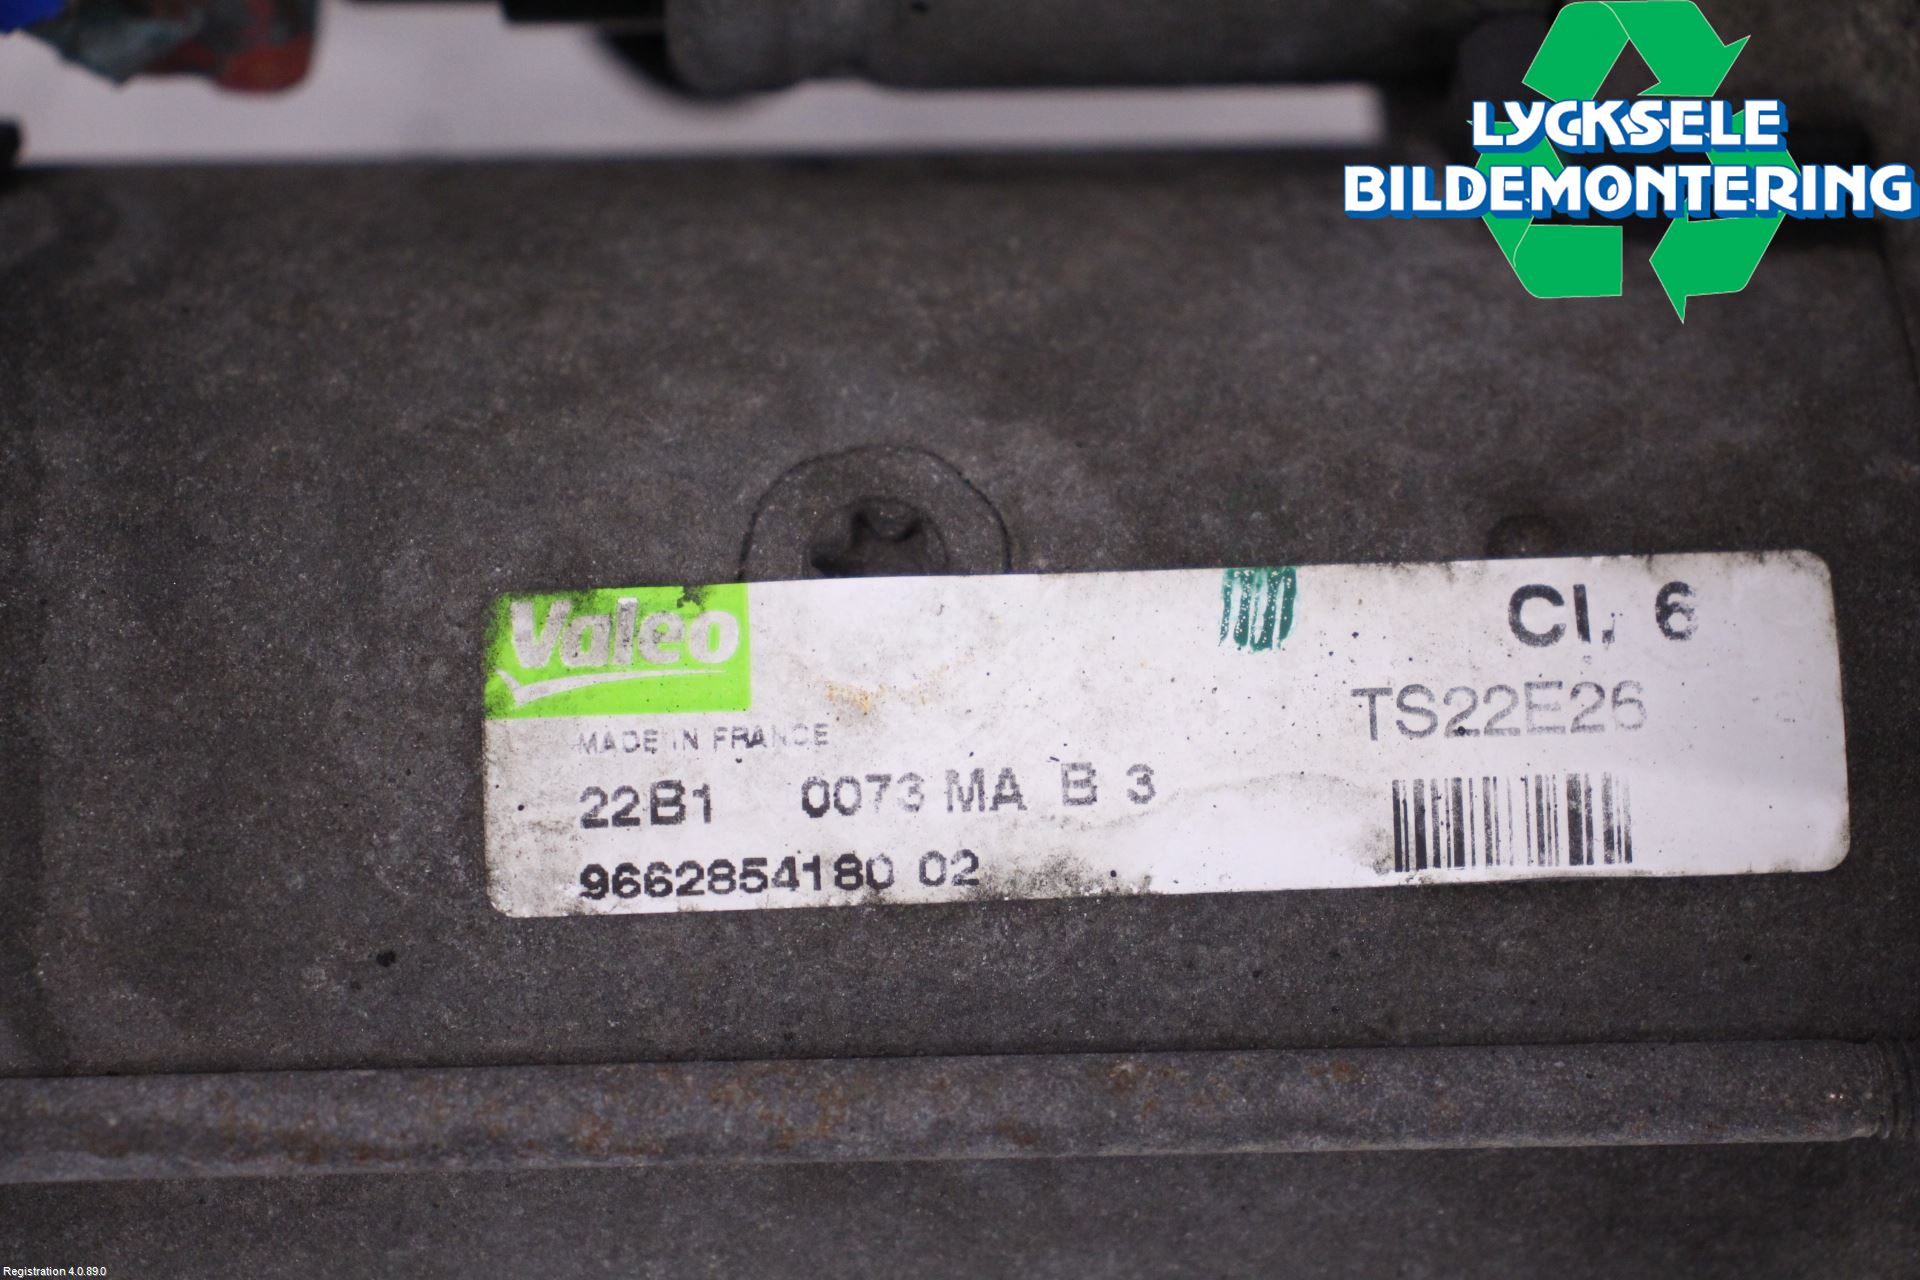 LYCKSELE
BILDEMONTERING
Valeo
CL 6
TS22E26
MADE IN FRANCE
22B1 0073 MA B 3
9662854180 02
Registration 4.0.89.0